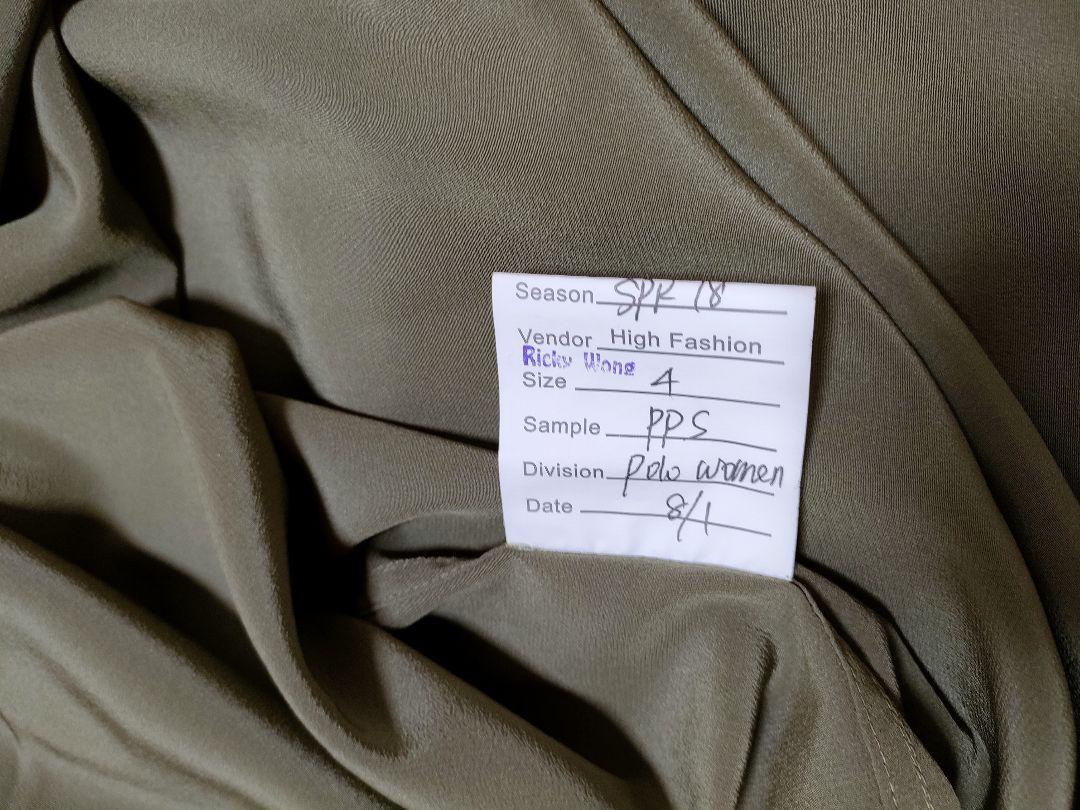 Season SPR 18
Vendor High Fashion
Ricky Wong
Size 4
Sample PPS
Division Polo women
Date 8/1